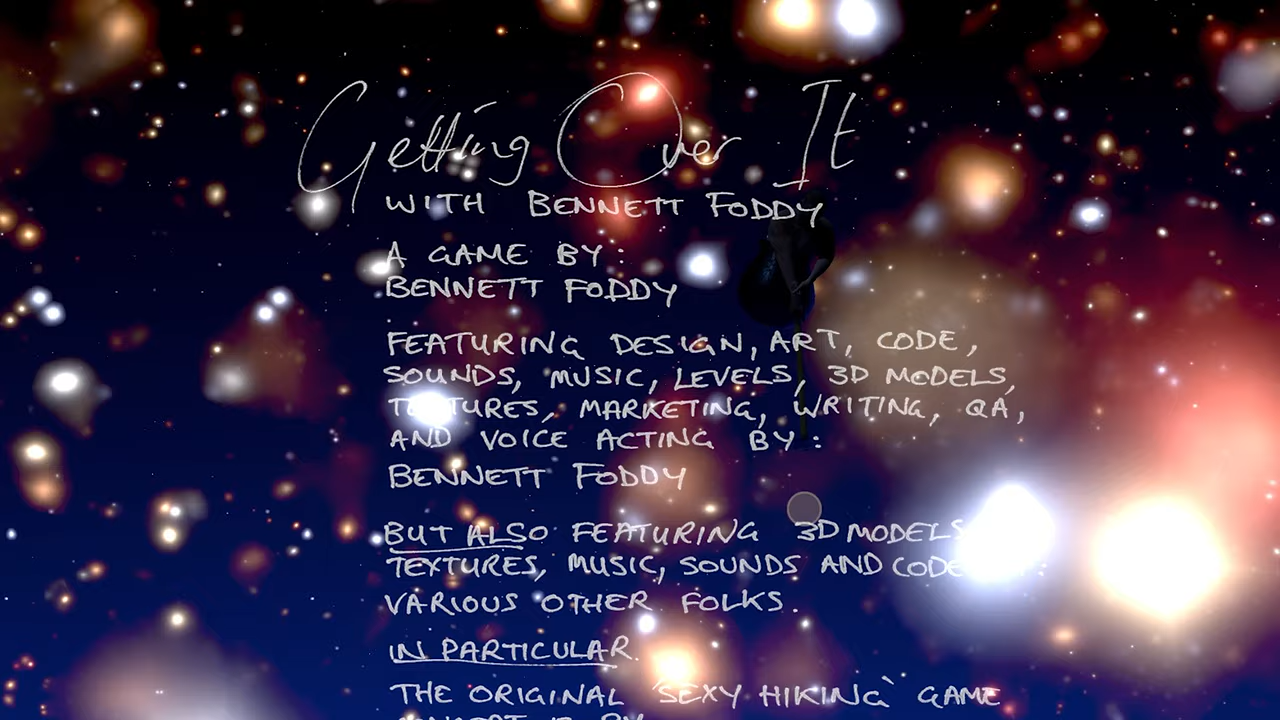 Getting Over It
WITH BENNETT FODDY
A GAME BY:
BENNETT FODDY
FEATURING DESIGN, ART, CODE,
SOUNDS, MUSIC, LEVELS, 3D MODELS,
TEXTURES, MARKETING, WRITING, QA,
AND VOICE ACTING BY:
BENNETT FODDY
BUT ALSO FEATURING 3D MODELS
TEXTURES, MUSIC, SOUNDS AND CODE
VARIOUS OTHER FOLKS.
IN PARTICULAR
THE ORIGINAL 'SEXY HIKING' GAME